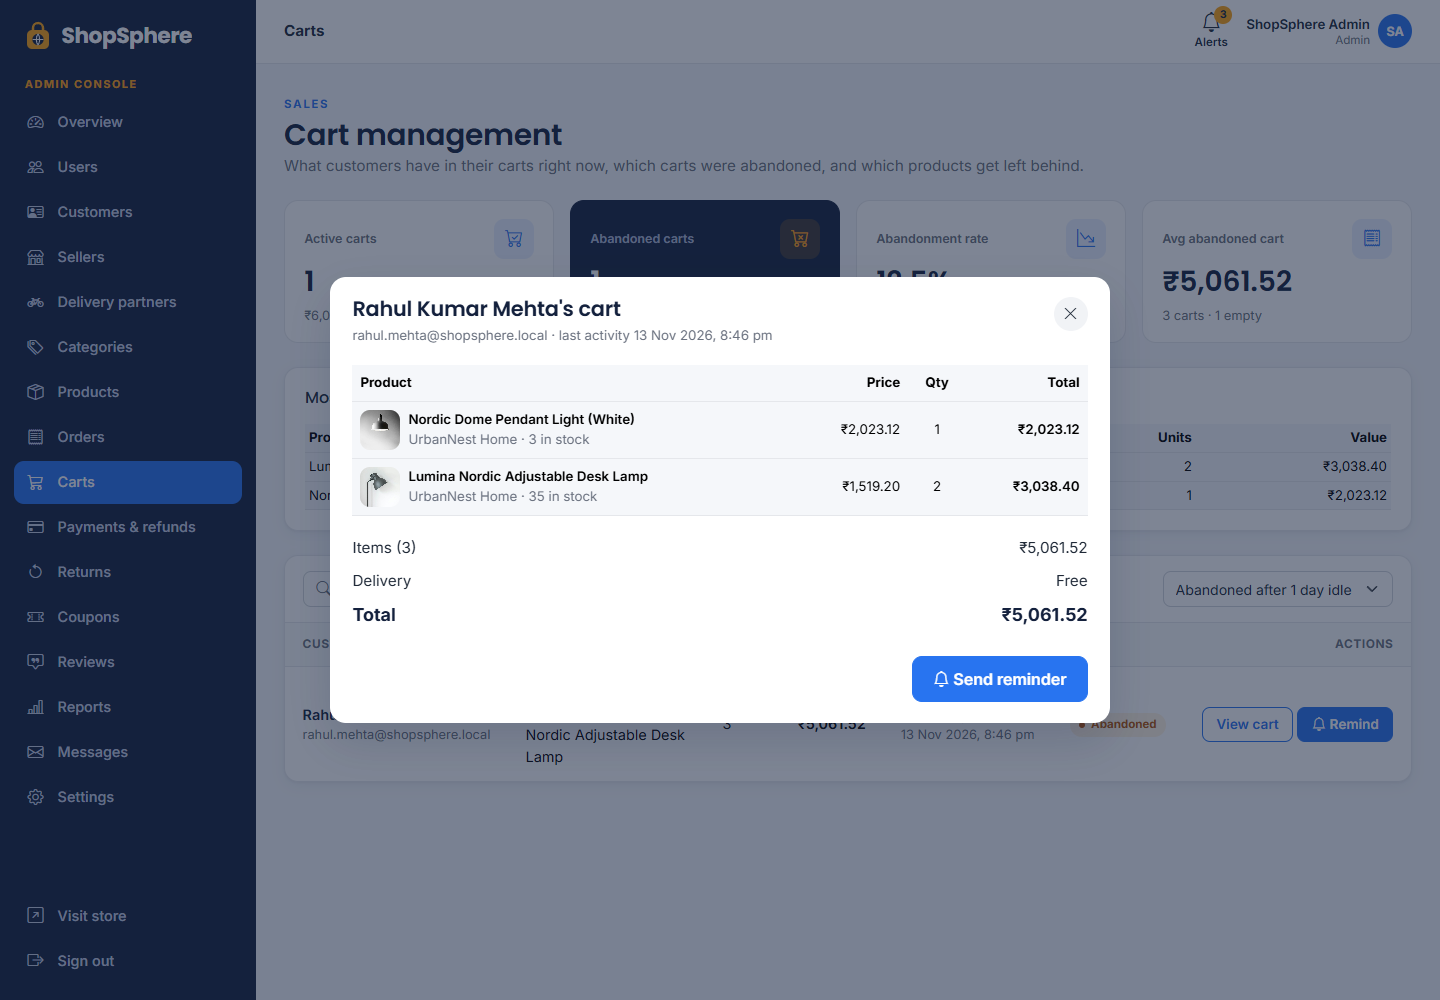 ShopSphere
ADMIN CONSOLE
Overview
Users
Customers
Sellers
Delivery partners
Categories
Products
Orders
Carts
Payments & refunds
Returns
Coupons
Reviews
Reports
Messages
Settings
Visit store
Sign out
Carts
3
Alerts
ShopSphere Admin
Admin
SA
SALES
Cart management
What customers have in their carts right now, which carts were abandoned, and which products get left behind.
Active carts
1
Abandoned carts
Abandonment rate
Avg abandoned cart
₹5,061.52
3 carts · 1 empty
Rahul Kumar Mehta's cart
rahul.mehta@shopsphere.local · last activity 13 Nov 2026, 8:46 pm
Product Price Qty Total
Nordic Dome Pendant Light (White)
UrbanNest Home · 3 in stock
₹2,023.12 1 ₹2,023.12
Lumina Nordic Adjustable Desk Lamp
UrbanNest Home · 35 in stock
₹1,519.20 2 ₹3,038.40
Items (3) ₹5,061.52
Delivery Free
Total ₹5,061.52
Send reminder
Units Value
2 ₹3,038.40
1 ₹2,023.12
Abandoned after 1 day idle
ACTIONS
rahul.mehta@shopsphere.local
Nordic Adjustable Desk
Lamp
3
₹5,061.52
13 Nov 2026, 8:46 pm
Abandoned
View cart
Remind